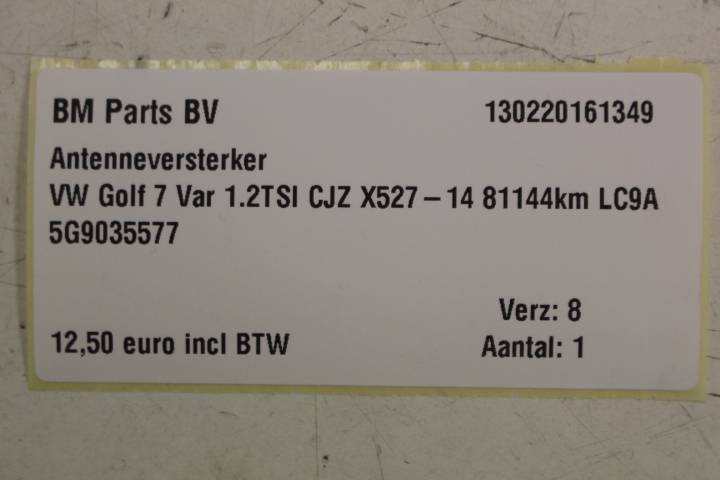 BM Parts BV 130220161349
Antenneversterker
VW Golf 7 Var 1.2TSI CJZ X527-14 81144km LC9A
5G9035577
Verz: 8
12,50 euro incl BTW Aantal: 1